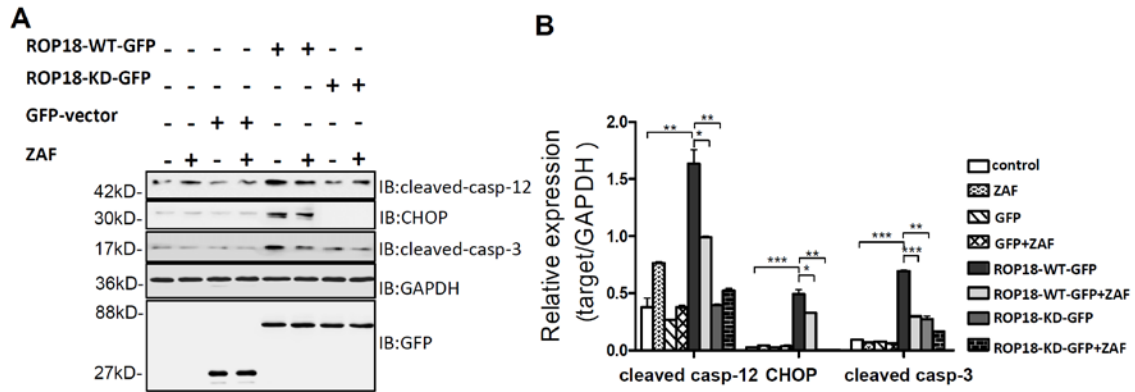 A
ROP18-WT-GFP - - - - + + - -
ROP18-KD-GFP - - - - - - + +
GFP-vector - - + + - - - -
ZAF - + - + - + - +
42kD- IB:cleaved-casp-12
30kD- IB:CHOP
17kD- IB:cleaved-casp-3
36kD- IB:GAPDH
88kD-
IB:GFP
27kD-
B
Relative expression
(target/GAPDH )
2.0
1.5
1.0
0.5
0.0
** ** *
*** ** *
*** ** ***
cleaved casp-12 CHOP cleaved casp-3
control
ZAF
GFP
GFP+ZAF
ROP18-WT-GFP
ROP18-WT-GFP+ZAF
ROP18-KD-GFP
ROP18-KD-GFP+ZAF